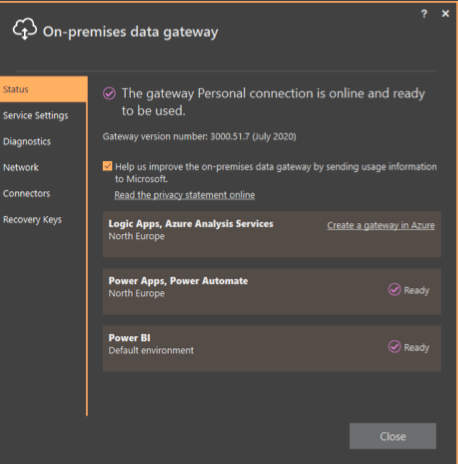 ? ×
On-premises data gateway
Status
Service Settings
Diagnostics
Network
Connectors
Recovery Keys
The gateway Personal connection is online and ready
to be used.
Gateway version number: 3000.51.7 (July 2020)
Help us improve the on-premises data gateway by sending usage information
to Microsoft.
Read the privacy statement online
Logic Apps, Azure Analysis Services
North Europe
Create a gateway in Azure
Power Apps, Power Automate
North Europe
Ready
Power BI
Default environment
Ready
Close